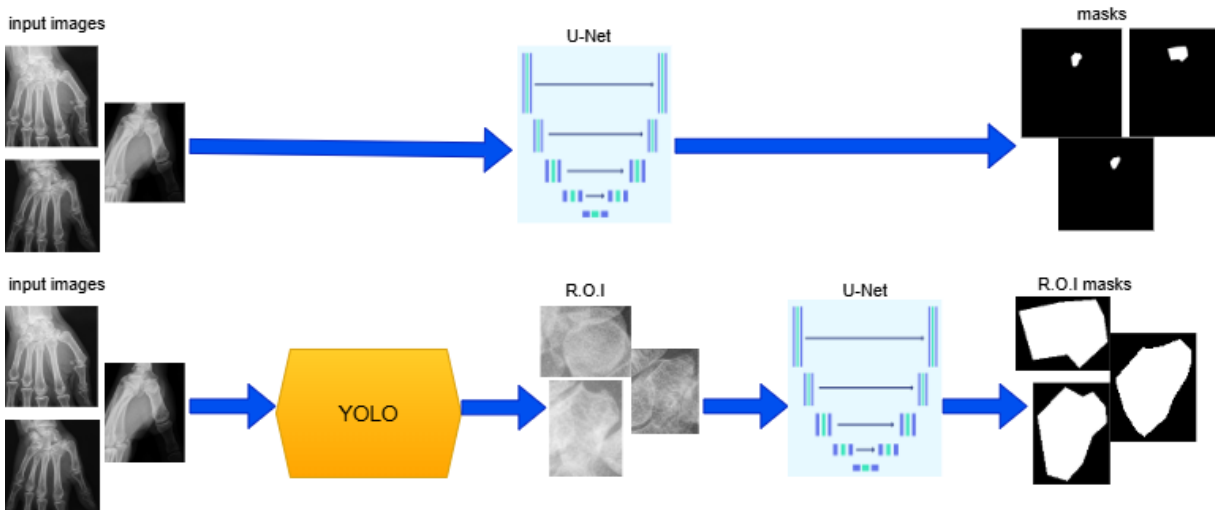 input images
U-Net
masks
input images
YOLO
R.O.I
U-Net
R.O.I masks